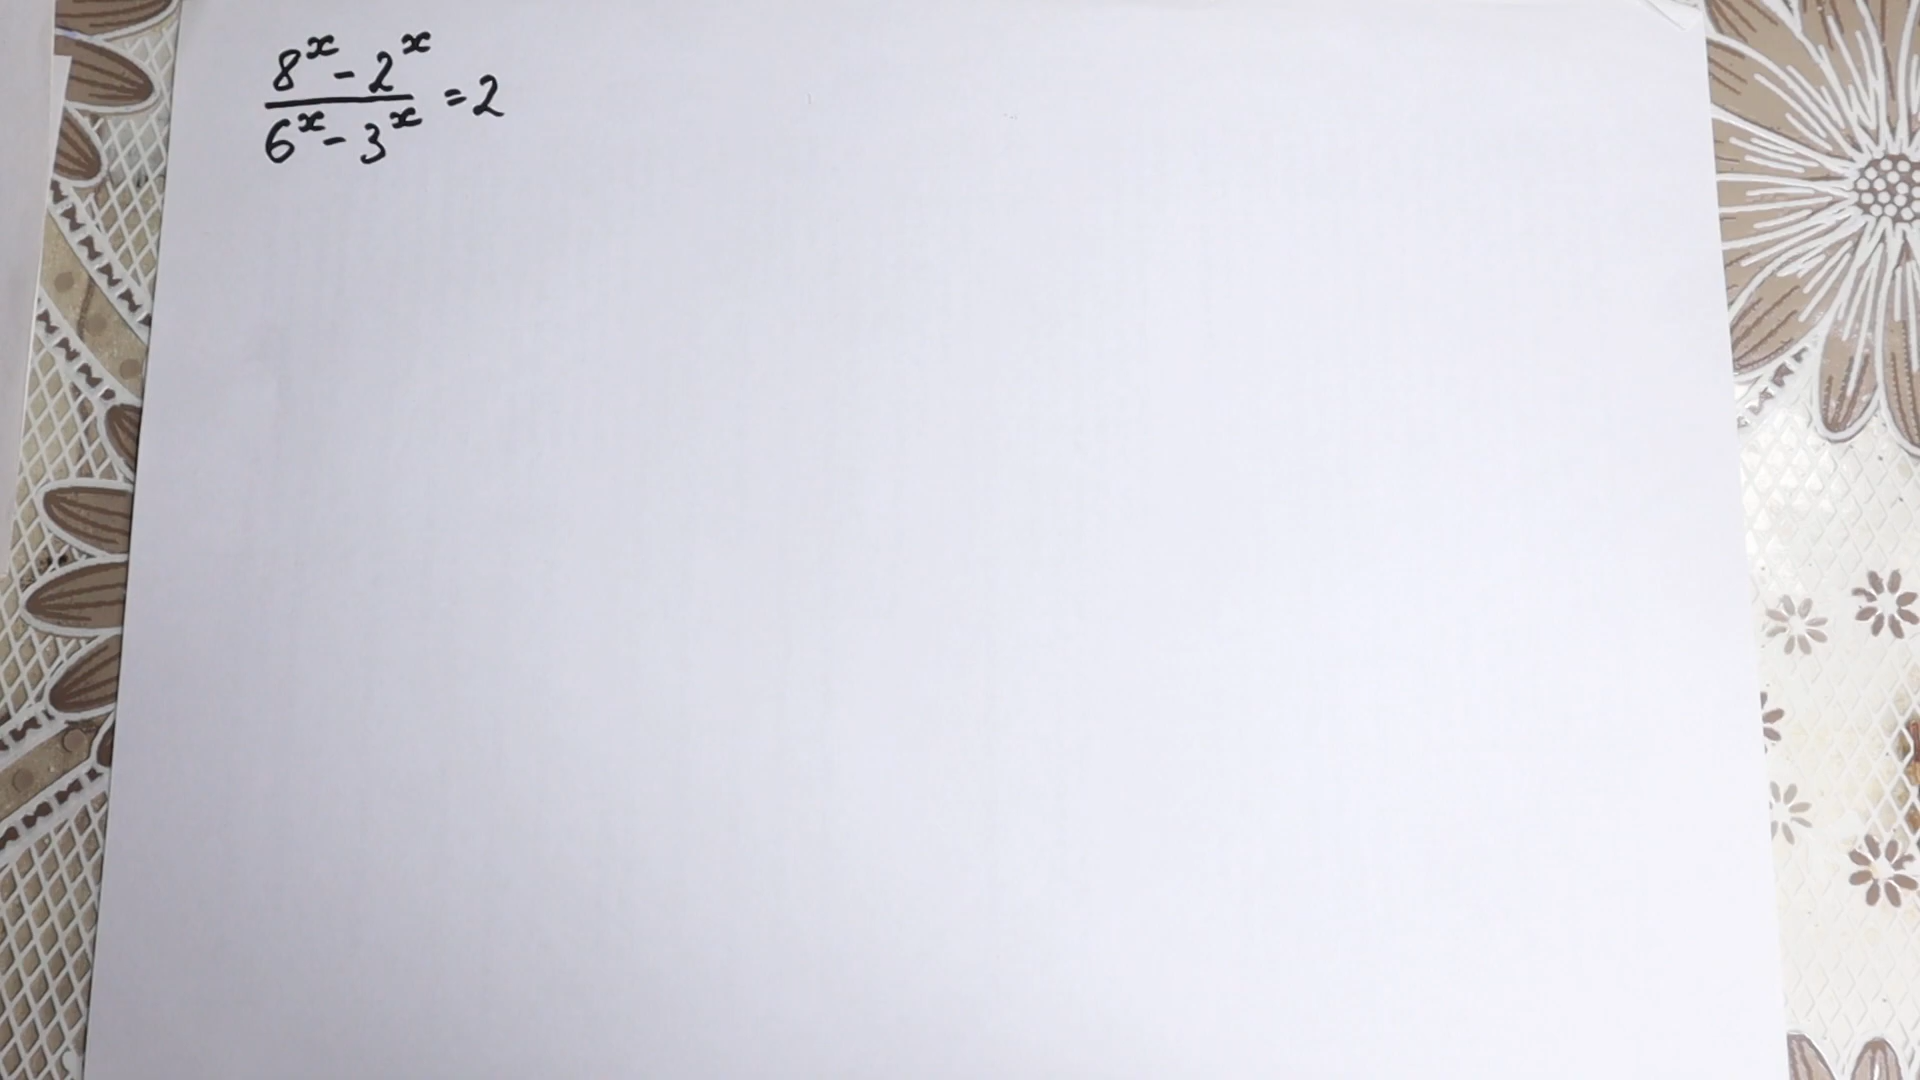 8^x - 2^x
6^x - 3^x = 2